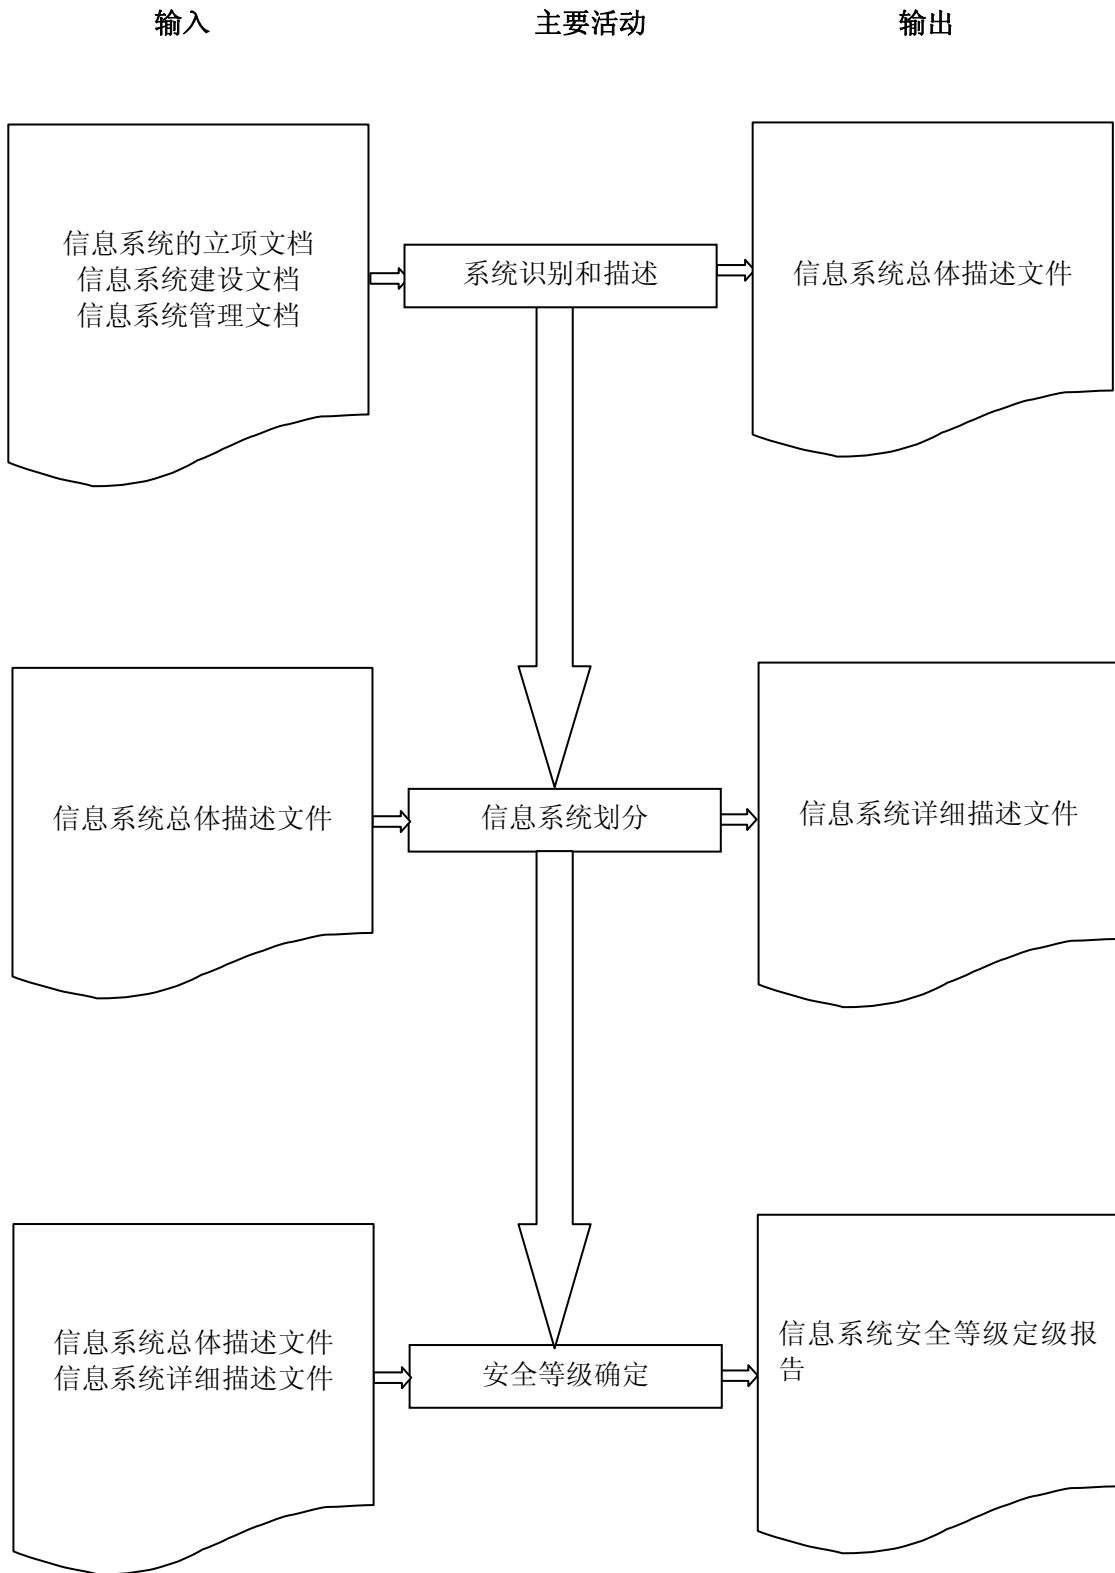 输入 主要活动 输出
信息系统的立项文档
信息系统建设文档
信息系统管理文档
系统识别和描述
信息系统总体描述文件
信息系统总体描述文件
信息系统划分
信息系统详细描述文件
信息系统总体描述文件
信息系统详细描述文件
安全等级确定
信息系统安全等级定级报
告